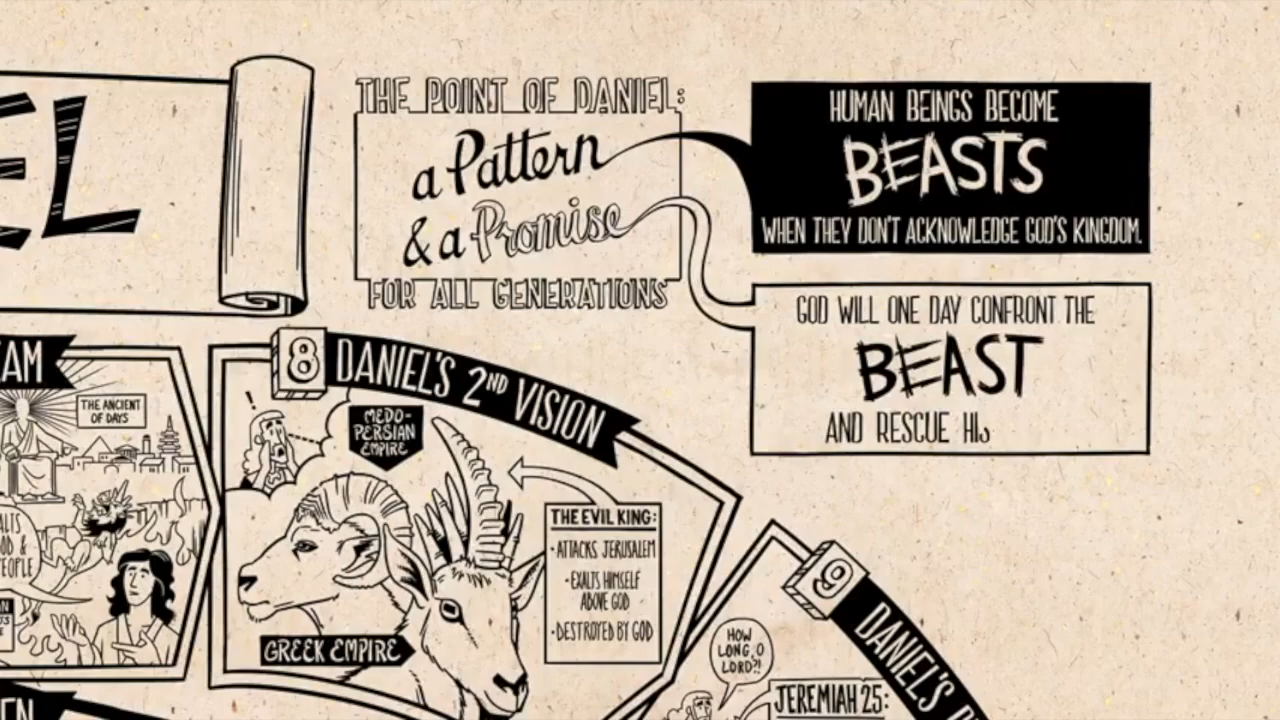 THE POINT OF DANIEL:
a Pattern
& a Promise
FOR ALL GENERATIONS
HUMAN BEINGS BECOME
BEASTS
WHEN THEY DON'T ACKNOWLEDGE GOD'S KINGDOM.
GOD WILL ONE DAY CONFRONT THE
BEAST
AND RESCUE
EL
THE ANCIENT
OF DAYS
8 DANIEL'S 2ND VISION
!
MEDO-
PERSIAN
EMPIRE
THE EVIL KING:
• ATTACKS JERUSALEM
• EXALTS HIMSELF
ABOVE GOD
• DESTROYED BY GOD
GREEK EMPIRE
9 DANIEL'S
HOW
LONG, O
LORD?!
JEREMIAH 25: